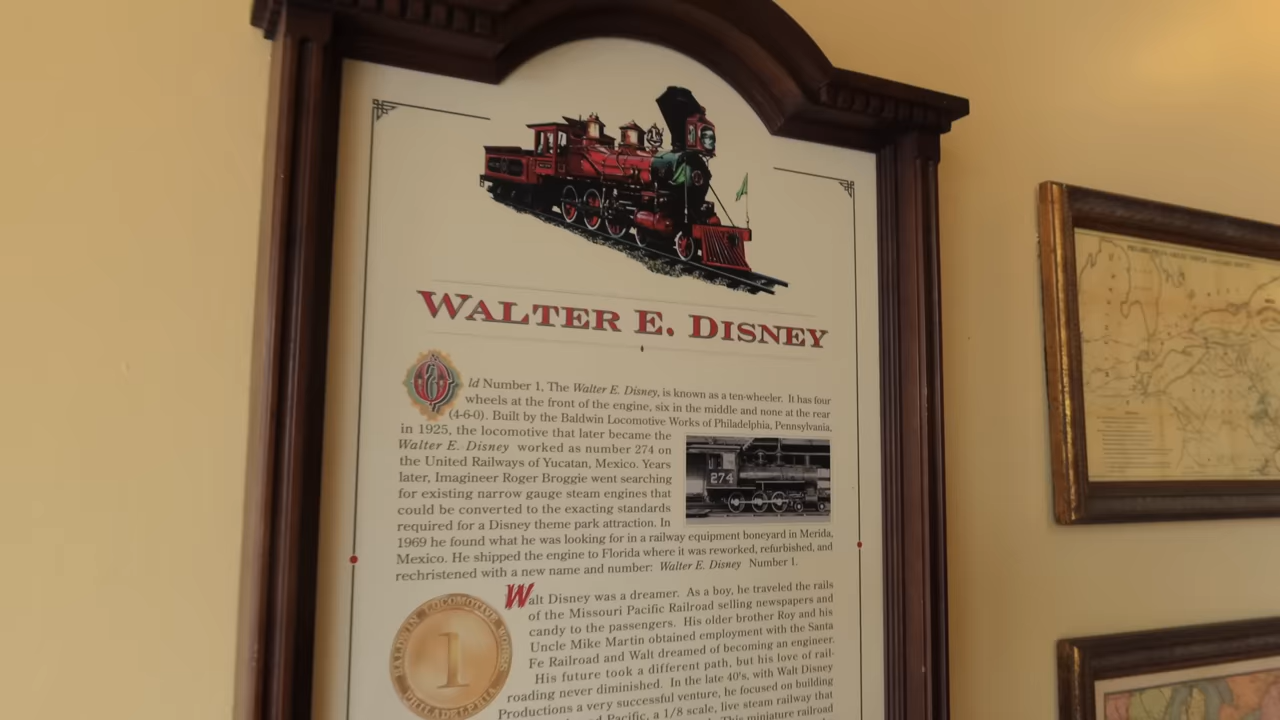 WALTER E. DISNEY
Old Number 1, The Walter E. Disney, is known as a ten-wheeler. It has four
wheels at the front of the engine, six in the middle and none at the rear
(4-6-0). Built by the Baldwin Locomotive Works of Philadelphia, Pennsylvania,
in 1925, the locomotive that later became the
Walter E. Disney worked as number 274 on
the United Railways of Yucatan, Mexico. Years
later, Imagineer Roger Broggie went searching
for existing narrow gauge steam engines that
could be converted to the exacting standards
required for a Disney theme park attraction. In
1969 he found what he was looking for in a railway equipment boneyard in Merida,
Mexico. He shipped the engine to Florida where it was reworked, refurbished, and
rechristened with a new name and number: Walter E. Disney Number 1.
274
Walt Disney was a dreamer. As a boy, he traveled the rails
of the Missouri Pacific Railroad selling newspapers and
candy to the passengers. His older brother Roy and his
Uncle Mike Martin obtained employment with the Santa
Fe Railroad and Walt dreamed of becoming an engineer.
His future took a different path, but his love of rail-
roading never diminished. In the late 40's, with Walt Disney
Productions a very successful venture, he focused on building
Pacific, a 1/8 scale, live steam railway that
This miniature railroad
BALDWIN LOCOMOTIVE WORKS
1
PHILADELPHIA